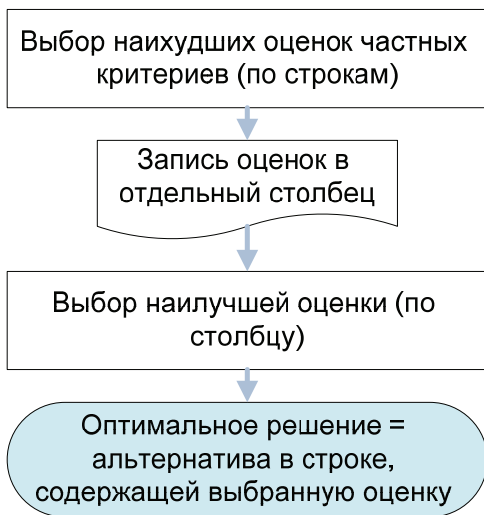 Выбор наихудших оценок частных
критериев (по строкам)
Запись оценок в
отдельный столбец
Выбор наилучшей оценки (по
столбцу)
Оптимальное решение =
альтернатива в строке,
содержащей выбранную оценку